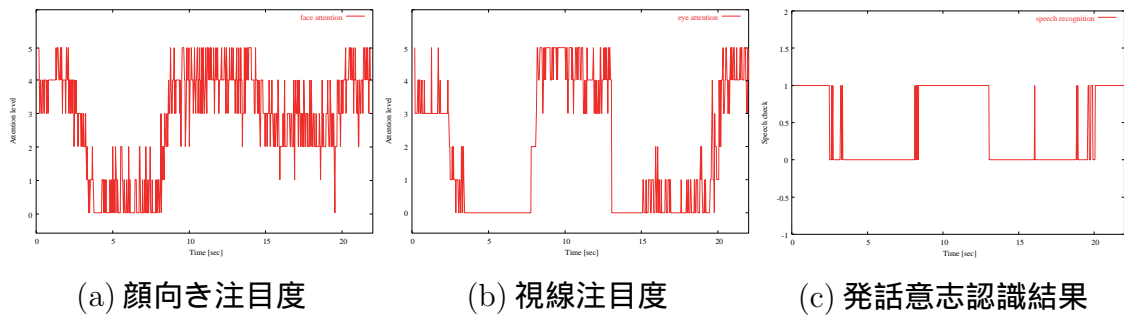 face attention
5
4
3
2
1
0
Attention level
0 5 10 15 20
Time [sec]
(a) 顔向き注目度
eye attention
5
4
3
2
1
0
Attention level
0 5 10 15 20
Time [sec]
(b) 視線注目度
speech recognition
2
1.5
1
0.5
0
-0.5
-1
Speech check
0 5 10 15 20
Time [sec]
(c) 発話意志認識結果